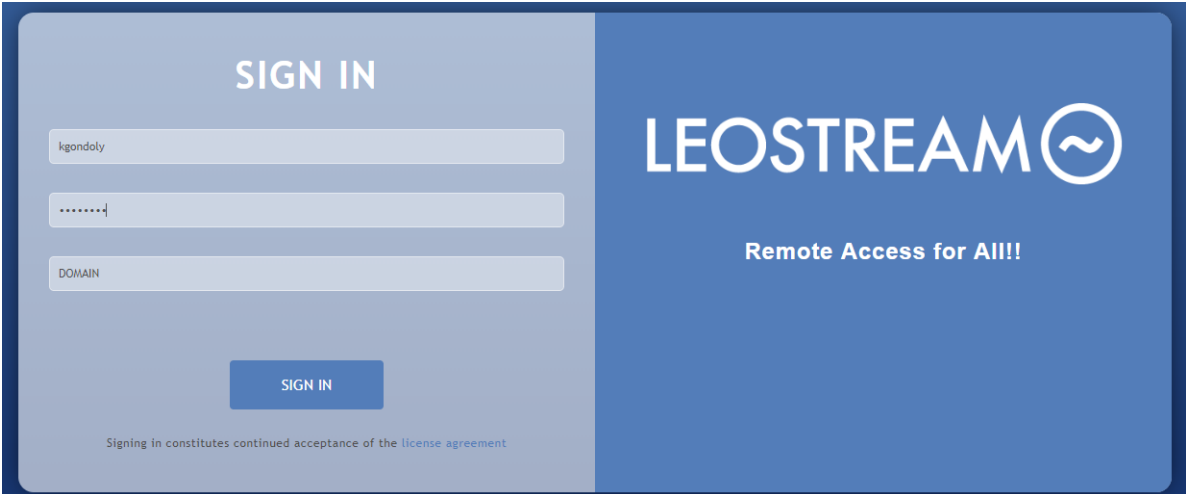 SIGN IN
kgondoly
••••••••
DOMAIN
SIGN IN
Signing in constitutes continued acceptance of the license agreement
LEOSTREAM
Remote Access for All!!